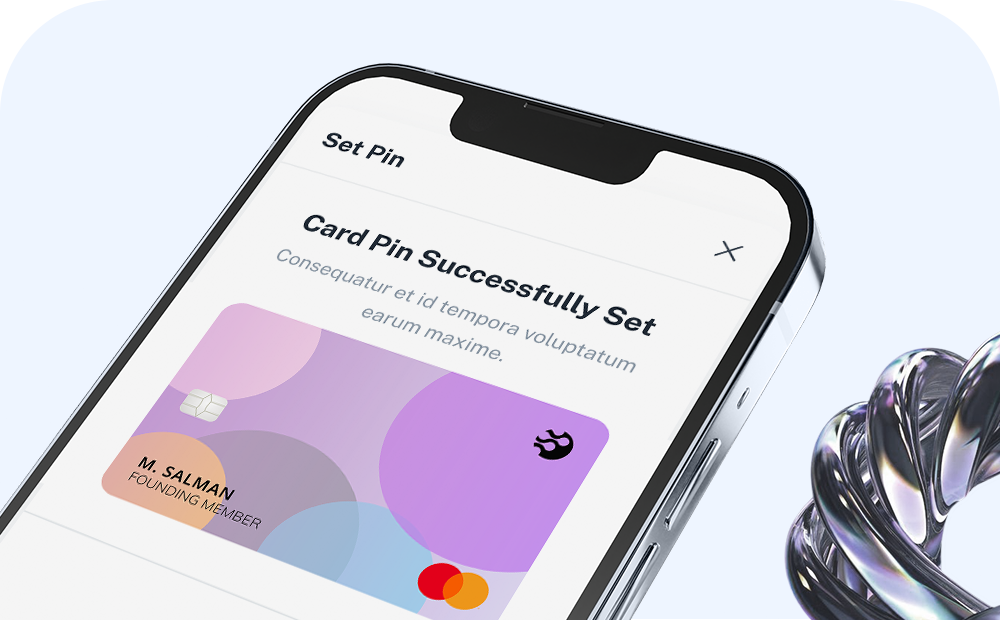 Set Pin
Card Pin Successfully Set
Consequatur et id tempora voluptatum
earum maxime.
M. SALMAN
FOUNDING MEMBER